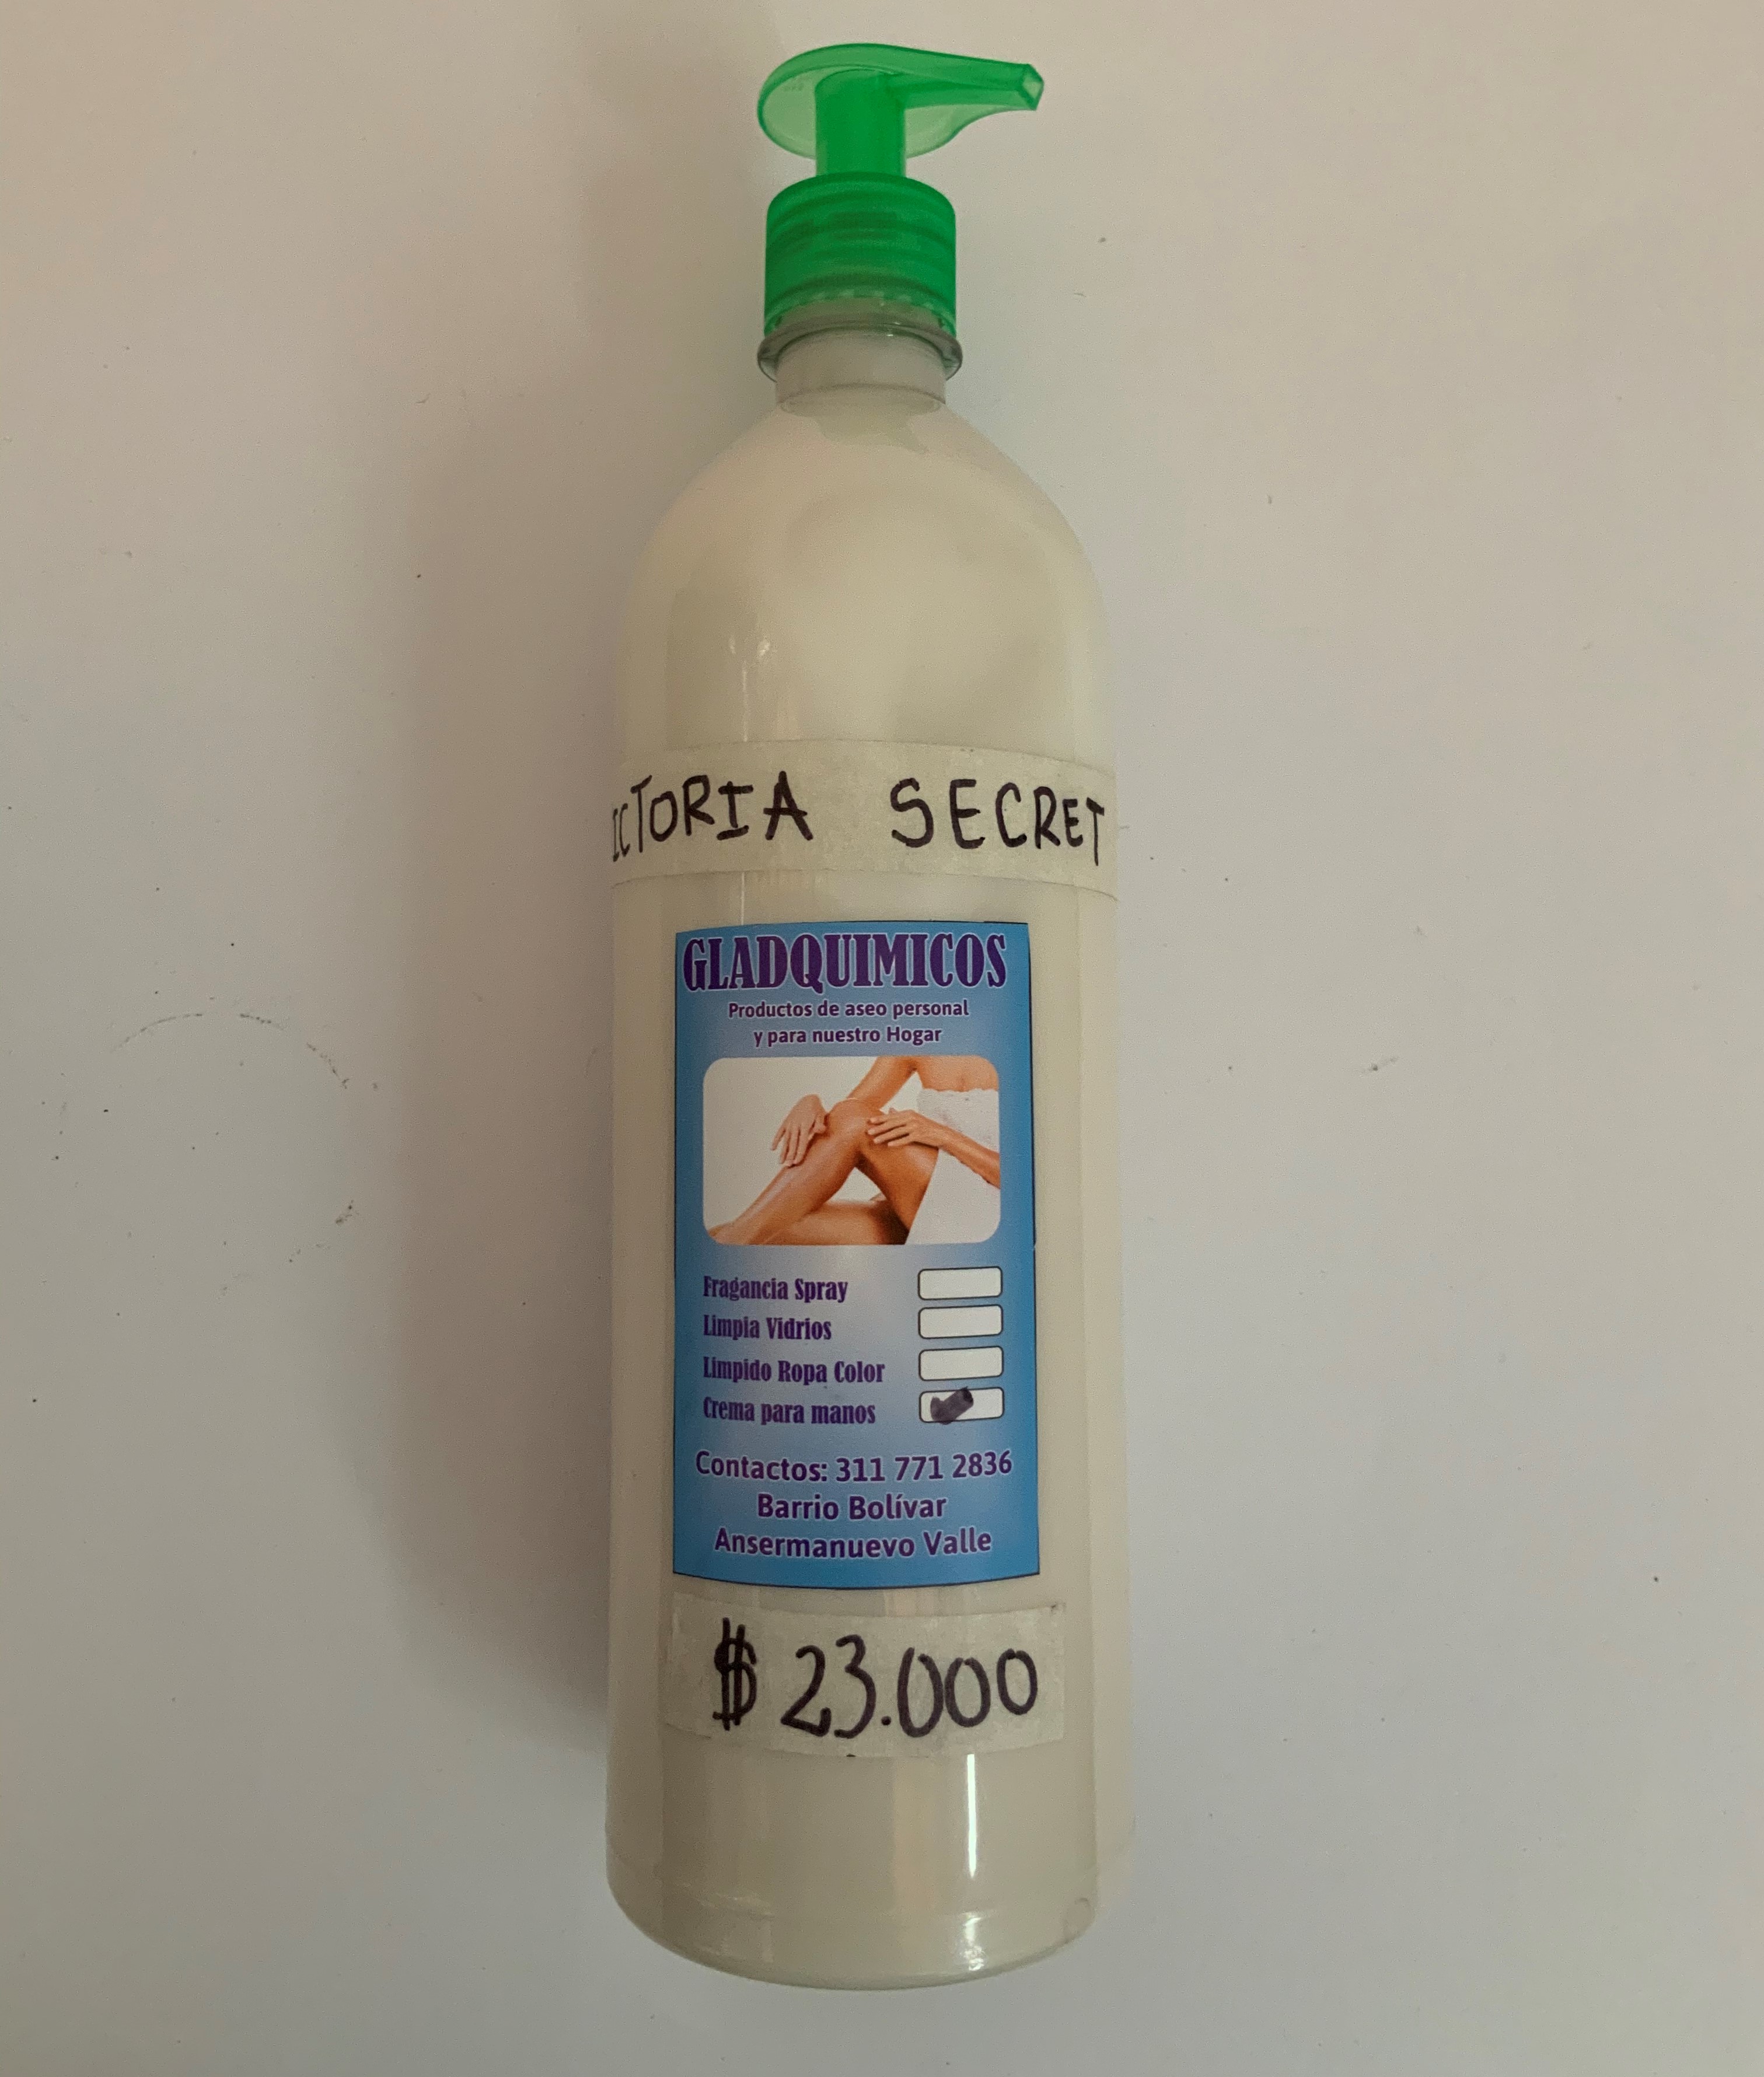 ICTORIA SECRET
GLADQUIMICOS
Productos de aseo personal
y para nuestro Hogar
Fragancia Spray
Limpia Vidrios
Limpido Ropa Color
Crema para manos
Contactos: 311 771 2836
Barrio Bolívar
Ansermanuevo Valle
$ 23.000